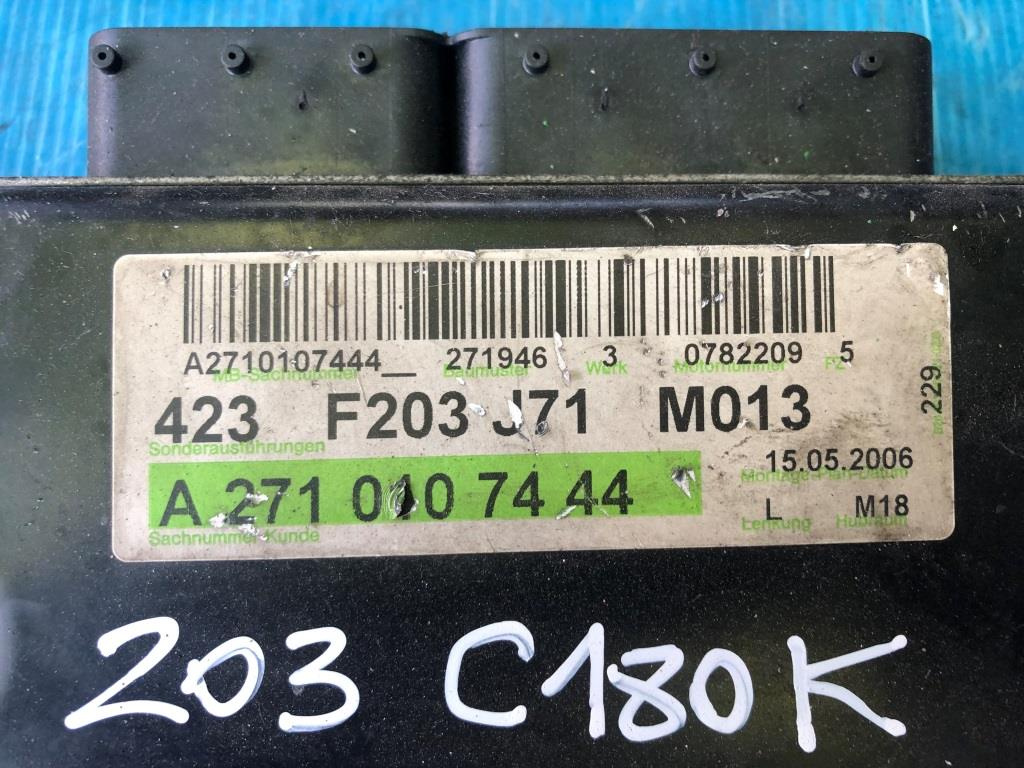 A2710107444__ 271946 3 0782209 5
MB-Sachnummer Baumuster Werk Motornummer FZ
423 F203 J71 M013
229
Sonderausführungen
15.05.2006
A 271 010 74 44
Montage-Plan-Datum
L M18
Sachnummer Kunde
Lenkung Hubraum
203 C180K